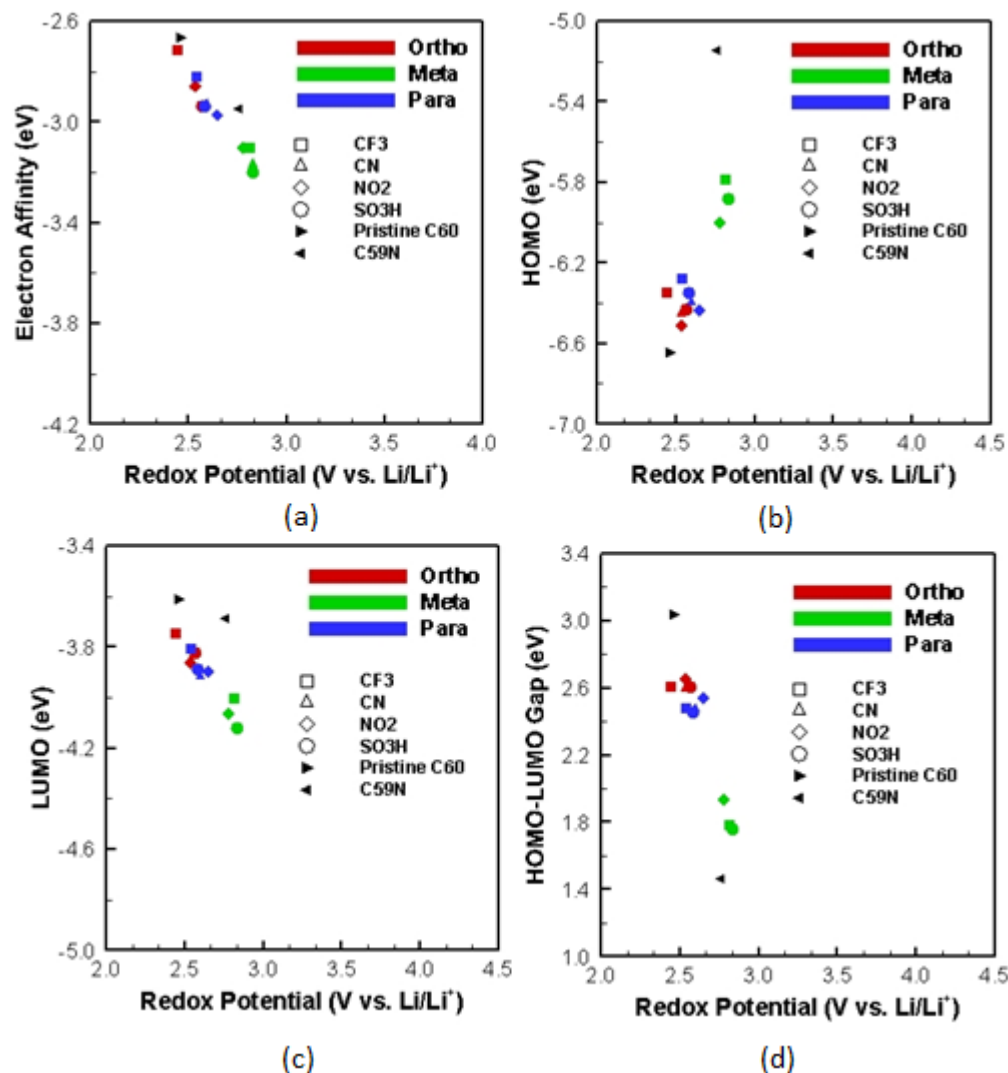 -2.6
-3.0
-3.4
-3.8
-4.2
Electron Affinity (eV)
Ortho
Meta
Para
CF3
CN
NO2
SO3H
Pristine C60
C59N
2.0 2.5 3.0 3.5 4.0
Redox Potential (V vs. Li/Li⁺)
(a)
-5.0
-5.4
-5.8
-6.2
-6.6
-7.0
HOMO (eV)
Ortho
Meta
Para
CF3
CN
NO2
SO3H
Pristine C60
C59N
2.0 2.5 3.0 3.5 4.0 4.5
Redox Potential (V vs. Li/Li⁺)
(b)
-3.4
-3.8
-4.2
-4.6
-5.0
LUMO (eV)
Ortho
Meta
Para
CF3
CN
NO2
SO3H
Pristine C60
C59N
2.0 2.5 3.0 3.5 4.0 4.5
Redox Potential (V vs. Li/Li⁺)
(c)
3.4
3.0
2.6
2.2
1.8
1.4
1.0
HOMO-LUMO Gap (eV)
Ortho
Meta
Para
CF3
CN
NO2
SO3H
Pristine C60
C59N
2.0 2.5 3.0 3.5 4.0 4.5
Redox Potential (V vs. Li/Li⁺)
(d)